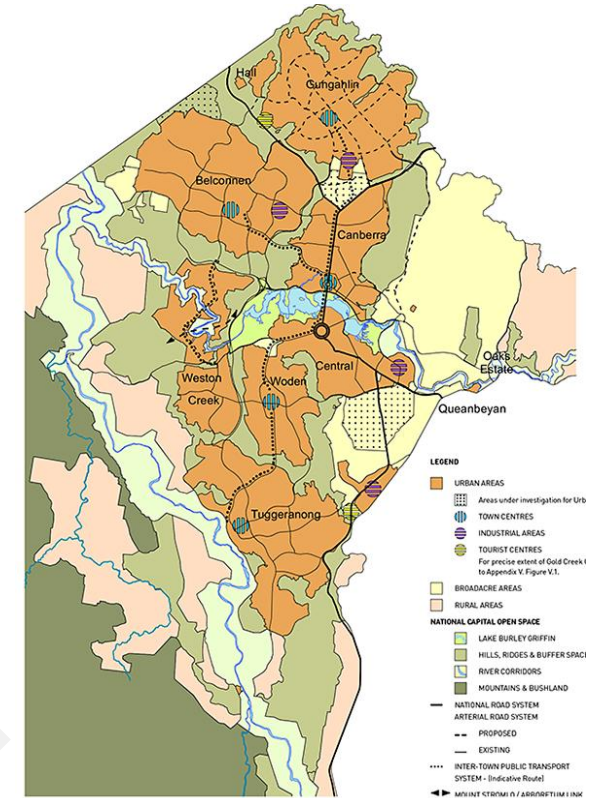 Hall
Gungahlin
Belconnen
Canberra
Central
Oaks
Estate
Weston
Creek
Woden
Queanbeyan
Tuggeranong
LEGEND
URBAN AREAS
Areas under investigation for Urb
TOWN CENTRES
INDUSTRIAL AREAS
TOURIST CENTRES
For precise extent of Gold Creek
to Appendix V. Figure V.1.
BROADACRE AREAS
RURAL AREAS
NATIONAL CAPITAL OPEN SPACE
LAKE BURLEY GRIFFIN
HILLS, RIDGES & BUFFER SPAC
RIVER CORRIDORS
MOUNTAINS & BUSHLAND
NATIONAL ROAD SYSTEM
ARTERIAL ROAD SYSTEM
PROPOSED
EXISTING
INTER-TOWN PUBLIC TRANSPORT
SYSTEM - (Indicative Route)
MOUNT STROMLO / ARBORETUM LINK